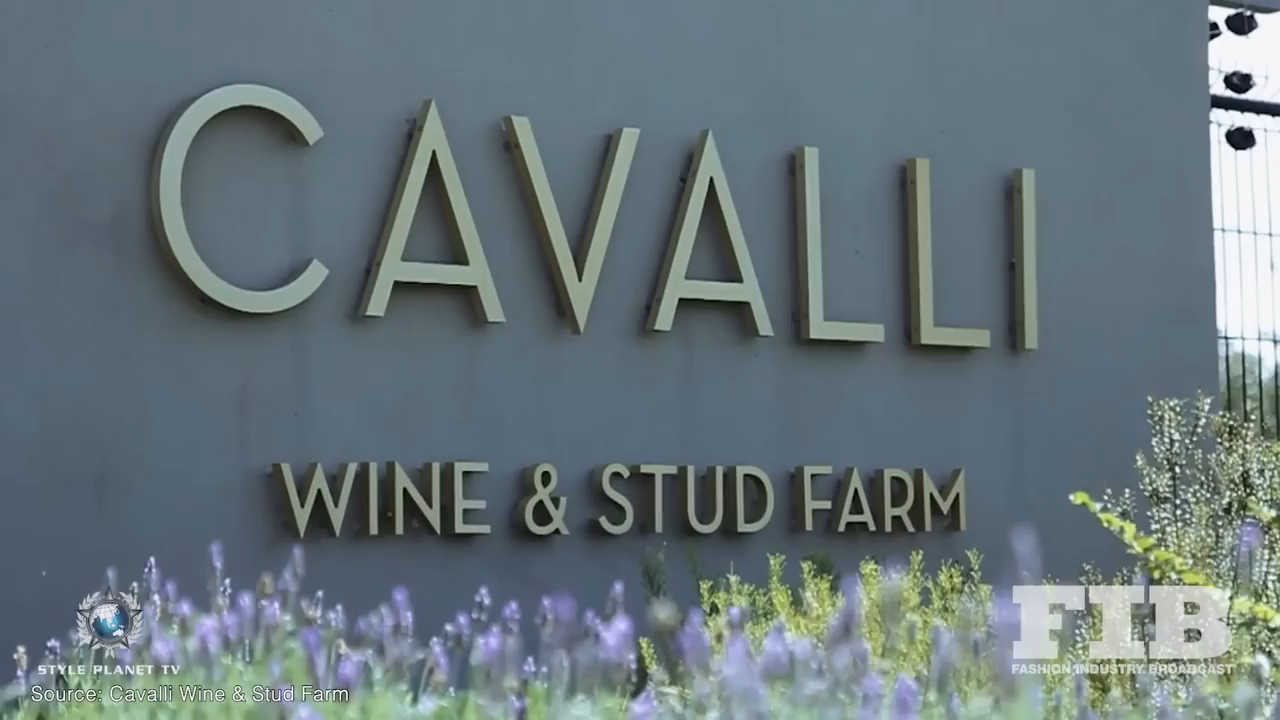 CAVALLI
WINE & STUD FARM
STYLE PLANET TV
FIB
FASHION INDUSTRY BROADCAST
Source: Cavalli Wine & Stud Farm